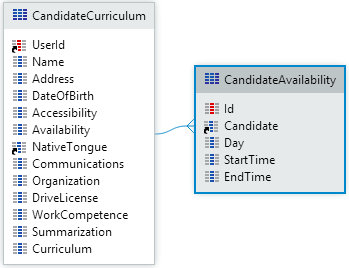 CandidateCurriculum
UserId
Name
Address
DateOfBirth
Accessibility
Availability
NativeTongue
Communications
Organization
DriveLicense
WorkCompetence
Summarization
Curriculum
CandidateAvailability
Id
Candidate
Day
StartTime
EndTime